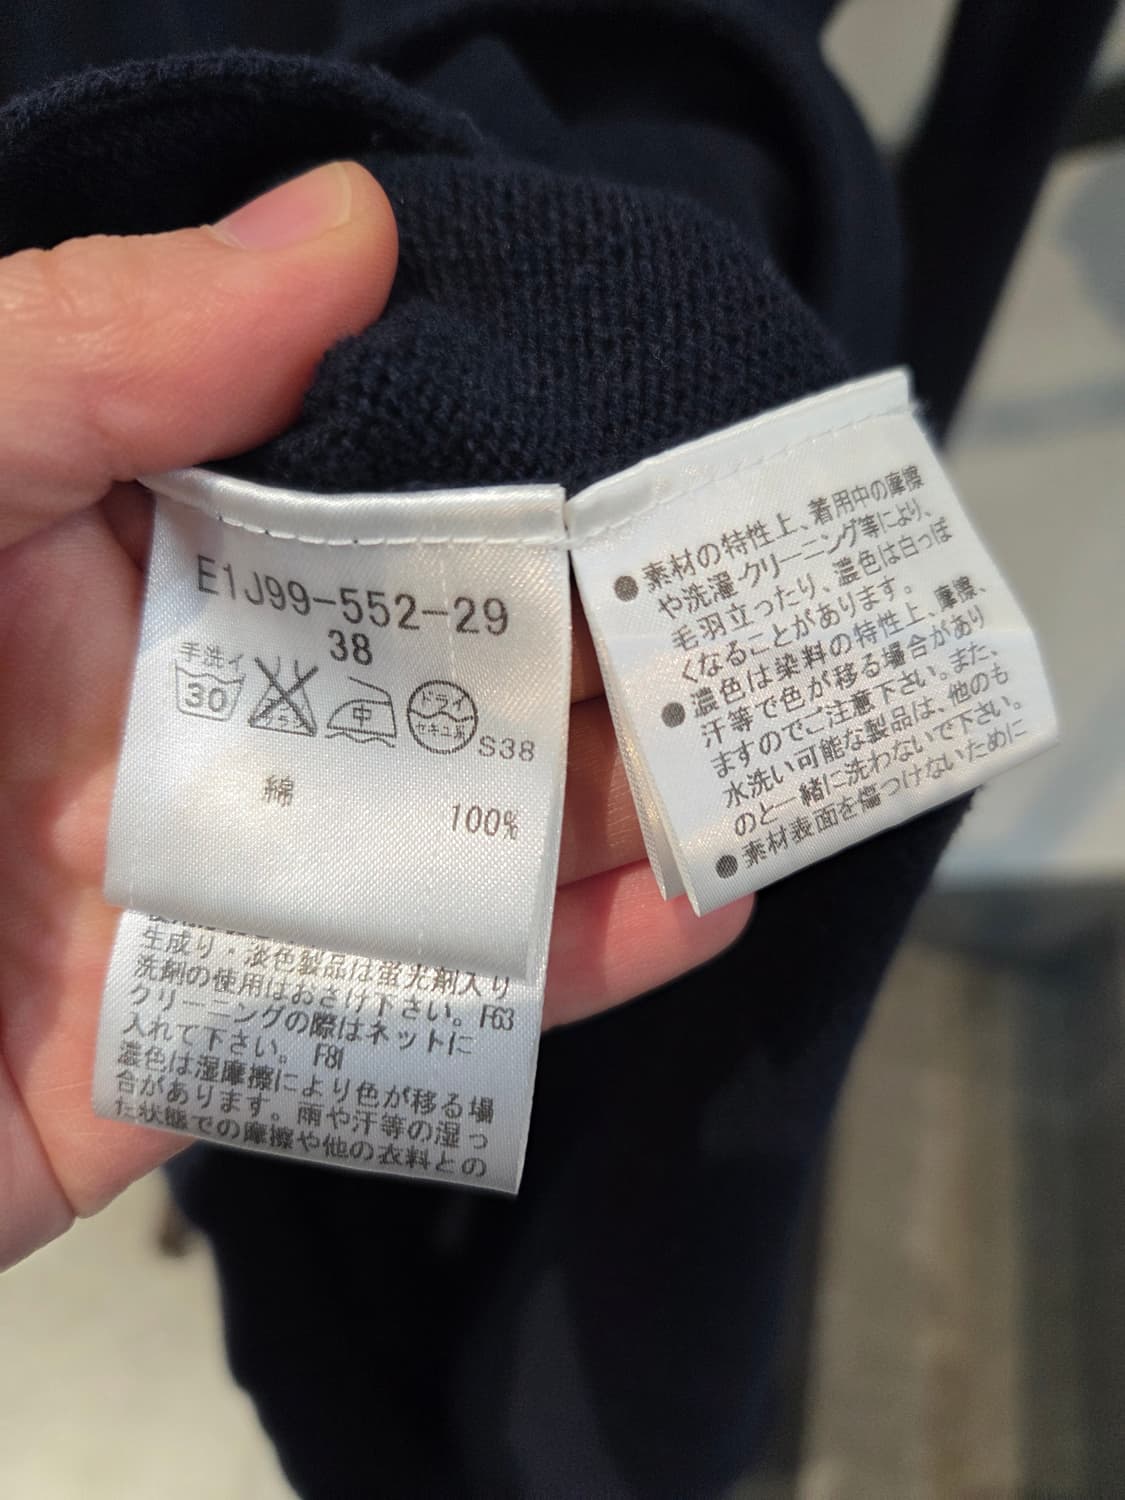 E1J99-552-29
38
手洗イ
30
エンソ
サラシ
中
ドライ
セキユ系
S38
綿
100%
生成り・淡色製品は蛍光剤入り
洗剤の使用はおさけ下さい。F63
クリーニングの際はネットに
入れて下さい。 F81
濃色は湿摩擦により色が移る場
合があります。雨や汗等の湿っ
た状態での摩擦や他の衣料との
●素材の特性上、着用中の摩擦
や洗濯・クリーニング等により、
毛羽立ったり、濃色は白っぽ
くなることがあります。
●濃色は染料の特性上、摩擦、
汗等で色が移る場合があり
ますのでご注意下さい。また、
水洗い可能な製品は、他のも
のと一緒に洗わないで下さい。
●素材表面を傷つけないために